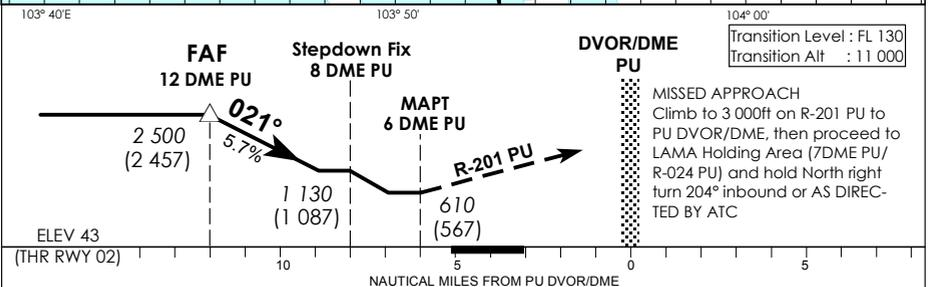 103° 40'E
103° 50'
104° 00'
Transition Level : FL 130
Transition Alt : 11 000
FAF
12 DME PU
Stepdown Fix
8 DME PU
MAPT
6 DME PU
DVOR/DME
PU
021°
5.7%
R-201 PU
2 500
(2 457)
1 130
(1 087)
610
(567)
MISSED APPROACH
Climb to 3 000ft on R-201 PU to
PU DVOR/DME, then proceed to
LAMA Holding Area (7DME PU/
R-024 PU) and hold North right
turn 204° inbound or AS DIREC-
TED BY ATC
ELEV 43
(THR RWY 02)
10
5
0
5
NAUTICAL MILES FROM PU DVOR/DME